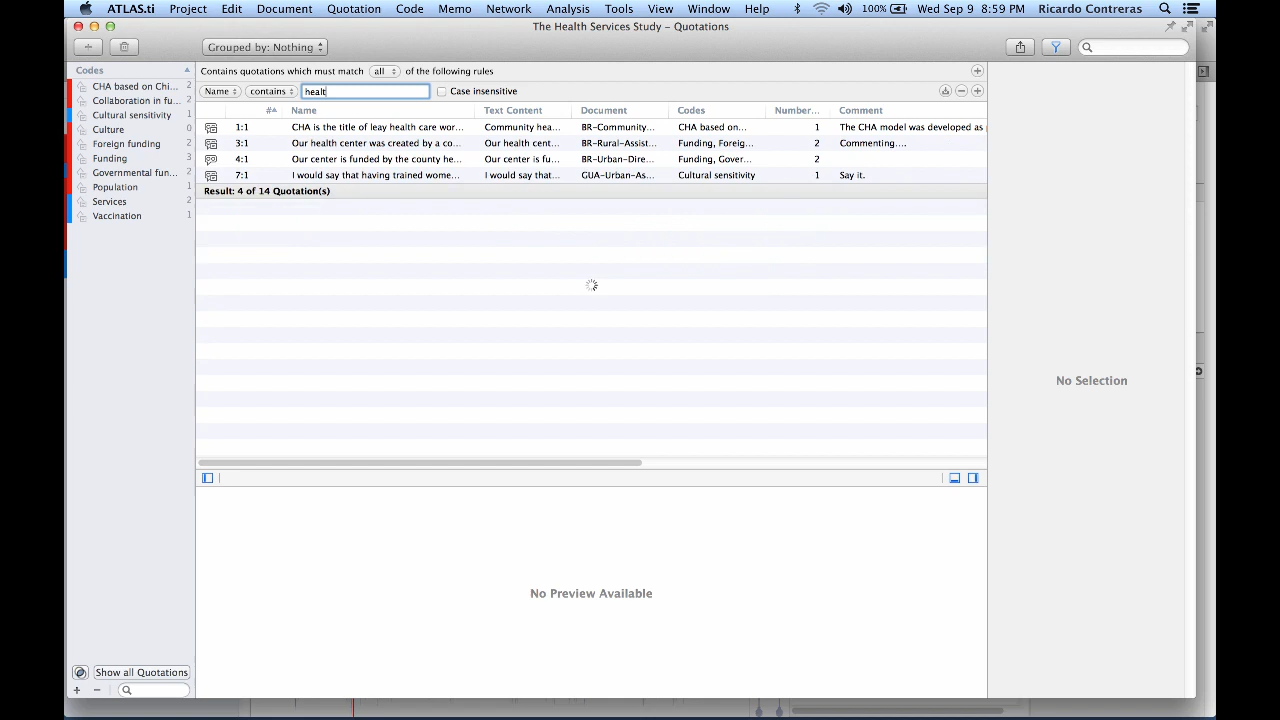 ATLAS.ti Project Edit Document Quotation Code Memo Network Analysis Tools View Window Help 100% Wed Sep 9 8:59 PM Ricardo Contreras
The Health Services Study – Quotations
Grouped by: Nothing
Codes
CHA based on Chi... 2
Collaboration in fu... 2
Cultural sensitivity 1
Culture 0
Foreign funding 2
Funding 3
Governmental fun... 2
Population 1
Services 2
Vaccination 1
Contains quotations which must match all of the following rules
Name contains healt Case insensitive
# Name Text Content Document Codes Number... Comment
1:1 CHA is the title of leay health care wor... Community hea... BR-Community... CHA based on... 1 The CHA model was developed as
3:1 Our health center was created by a co... Our health cent... BR-Rural-Assist... Funding, Foreig... 2 Commenting....
4:1 Our center is funded by the county he... Our center is fu... BR-Urban-Dire... Funding, Gover... 2
7:1 I would say that having trained wome... I would say that... GUA-Urban-As... Cultural sensitivity 1 Say it.
Result: 4 of 14 Quotation(s)
No Selection
No Preview Available
Show all Quotations
+ −